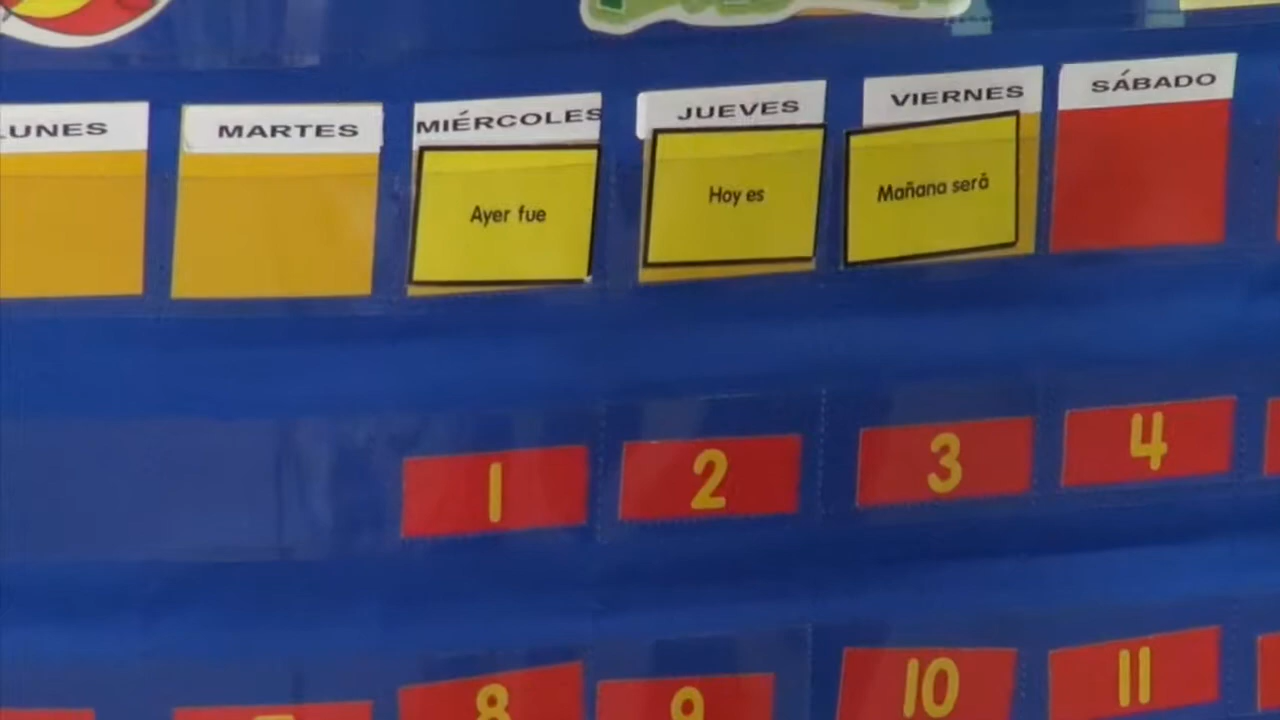 LUNES MARTES MIÉRCOLES JUEVES VIERNES SÁBADO
Ayer fue Hoy es Mañana será
1 2 3 4
8 9 10 11